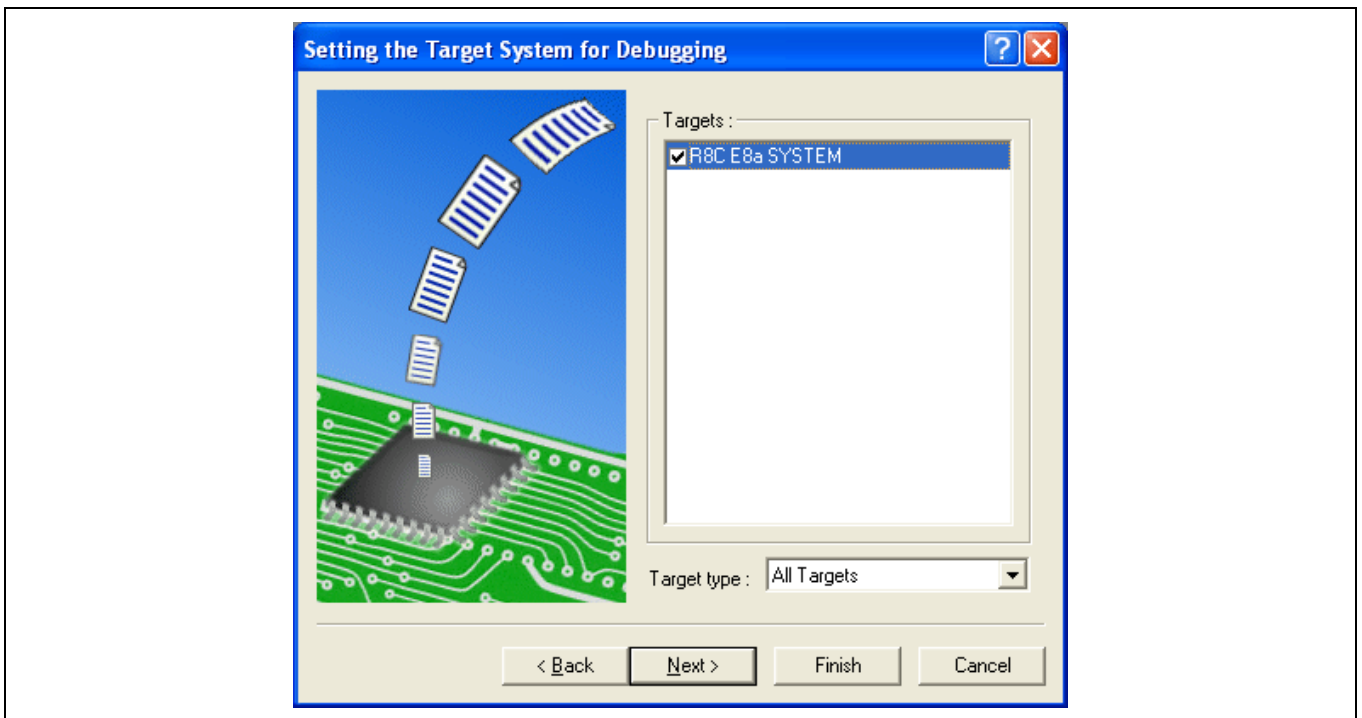 Setting the Target System for Debugging
Targets :
R8C E8a SYSTEM
Target type : All Targets
< Back Next > Finish Cancel